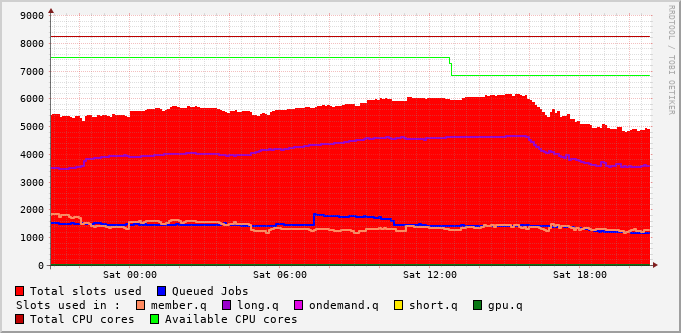 RRDTOOL / TOBI OETIKER
9000
8000
7000
6000
5000
4000
3000
2000
1000
0
Sat 00:00 Sat 06:00 Sat 12:00 Sat 18:00
Total slots used Queued Jobs
Slots used in : member.q long.q ondemand.q short.q gpu.q
Total CPU cores Available CPU cores